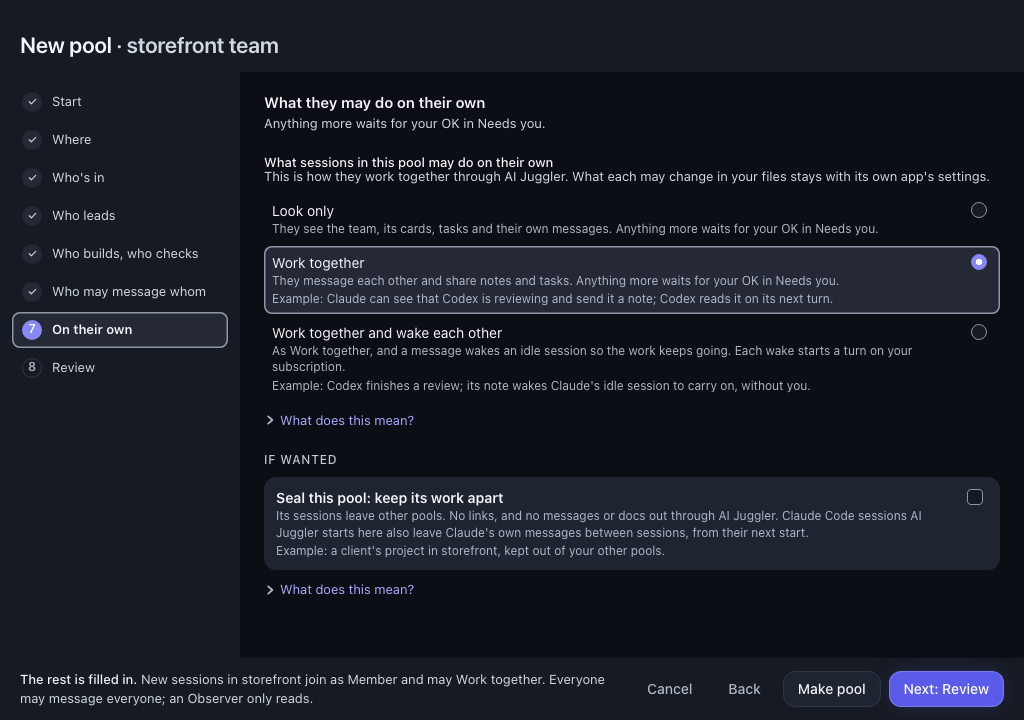 New pool · storefront team
Start
Where
Who's in
Who leads
Who builds, who checks
Who may message whom
7 On their own
8 Review
What they may do on their own
Anything more waits for your OK in Needs you.
What sessions in this pool may do on their own
This is how they work together through AI Juggler. What each may change in your files stays with its own app's settings.
Look only
They see the team, its cards, tasks and their own messages. Anything more waits for your OK in Needs you.
Work together
They message each other and share notes and tasks. Anything more waits for your OK in Needs you.
Example: Claude can see that Codex is reviewing and send it a note; Codex reads it on its next turn.
Work together and wake each other
As Work together, and a message wakes an idle session so the work keeps going. Each wake starts a turn on your
subscription.
Example: Codex finishes a review; its note wakes Claude's idle session to carry on, without you.
What does this mean?
IF WANTED
Seal this pool: keep its work apart
Its sessions leave other pools. No links, and no messages or docs out through AI Juggler. Claude Code sessions AI
Juggler starts here also leave Claude's own messages between sessions, from their next start.
Example: a client's project in storefront, kept out of your other pools.
What does this mean?
The rest is filled in. New sessions in storefront join as Member and may Work together. Everyone
may message everyone; an Observer only reads.
Cancel
Back
Make pool
Next: Review